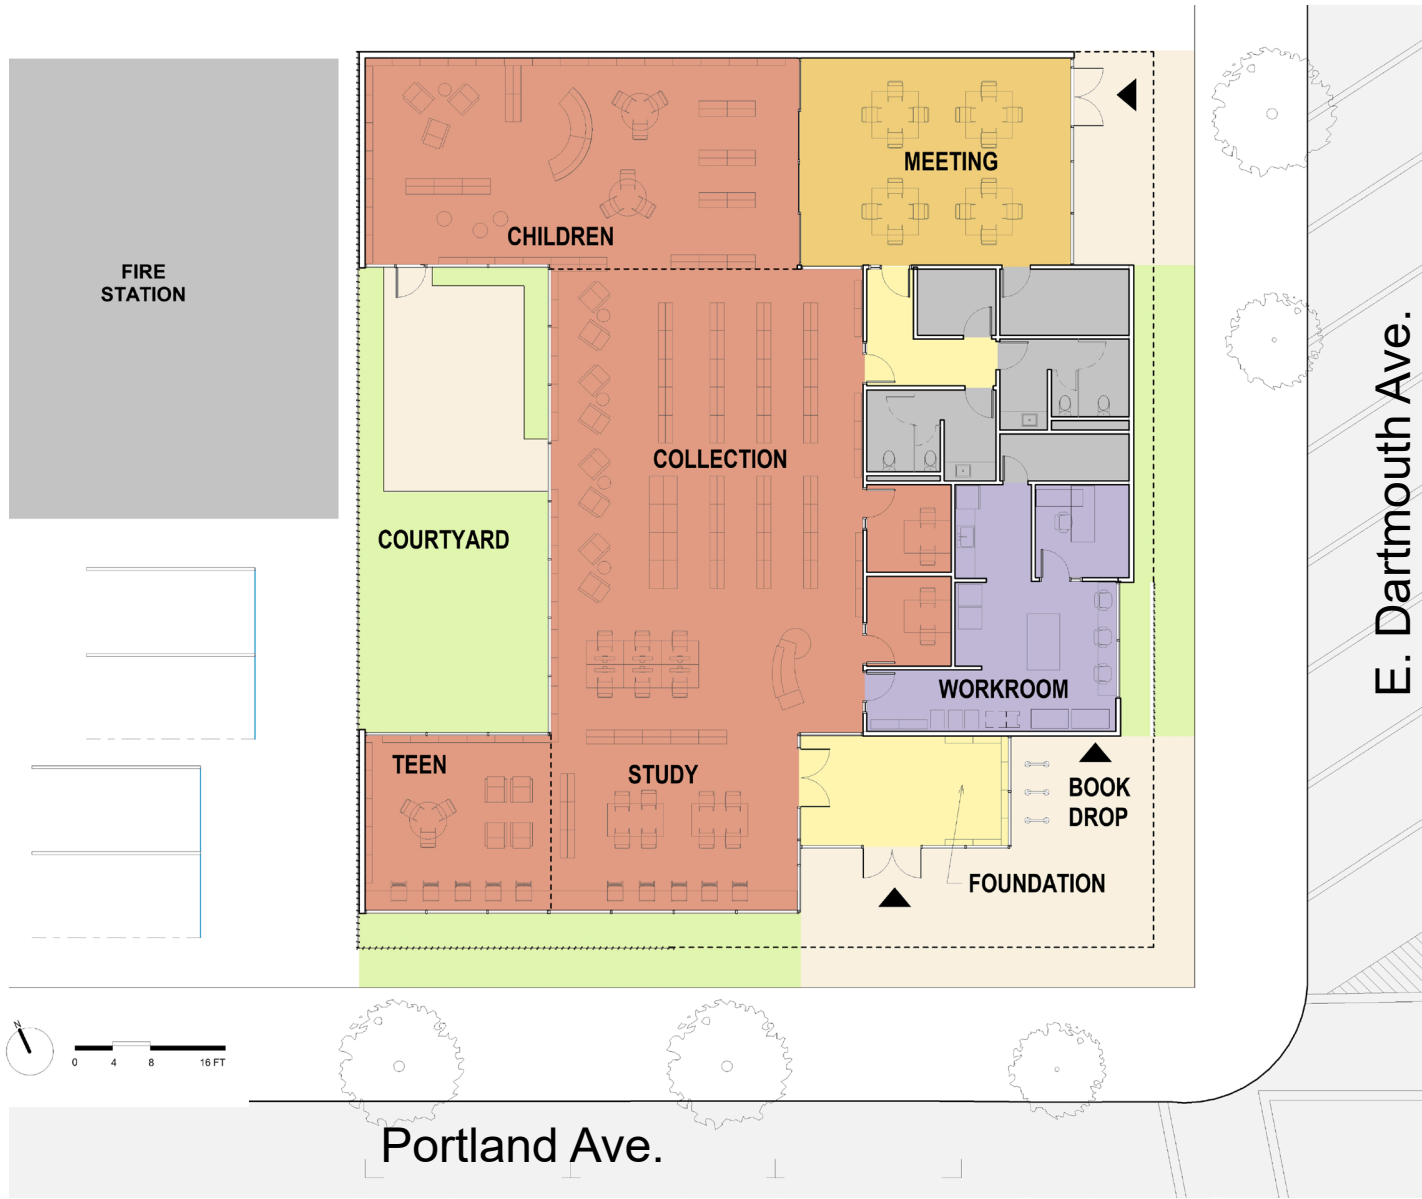 MEETING
CHILDREN
FIRE
STATION
E. Dartmouth Ave.
COLLECTION
COURTYARD
WORKROOM
TEEN
STUDY
BOOK
DROP
FOUNDATION
N
0 4 8 16 FT
Portland Ave.